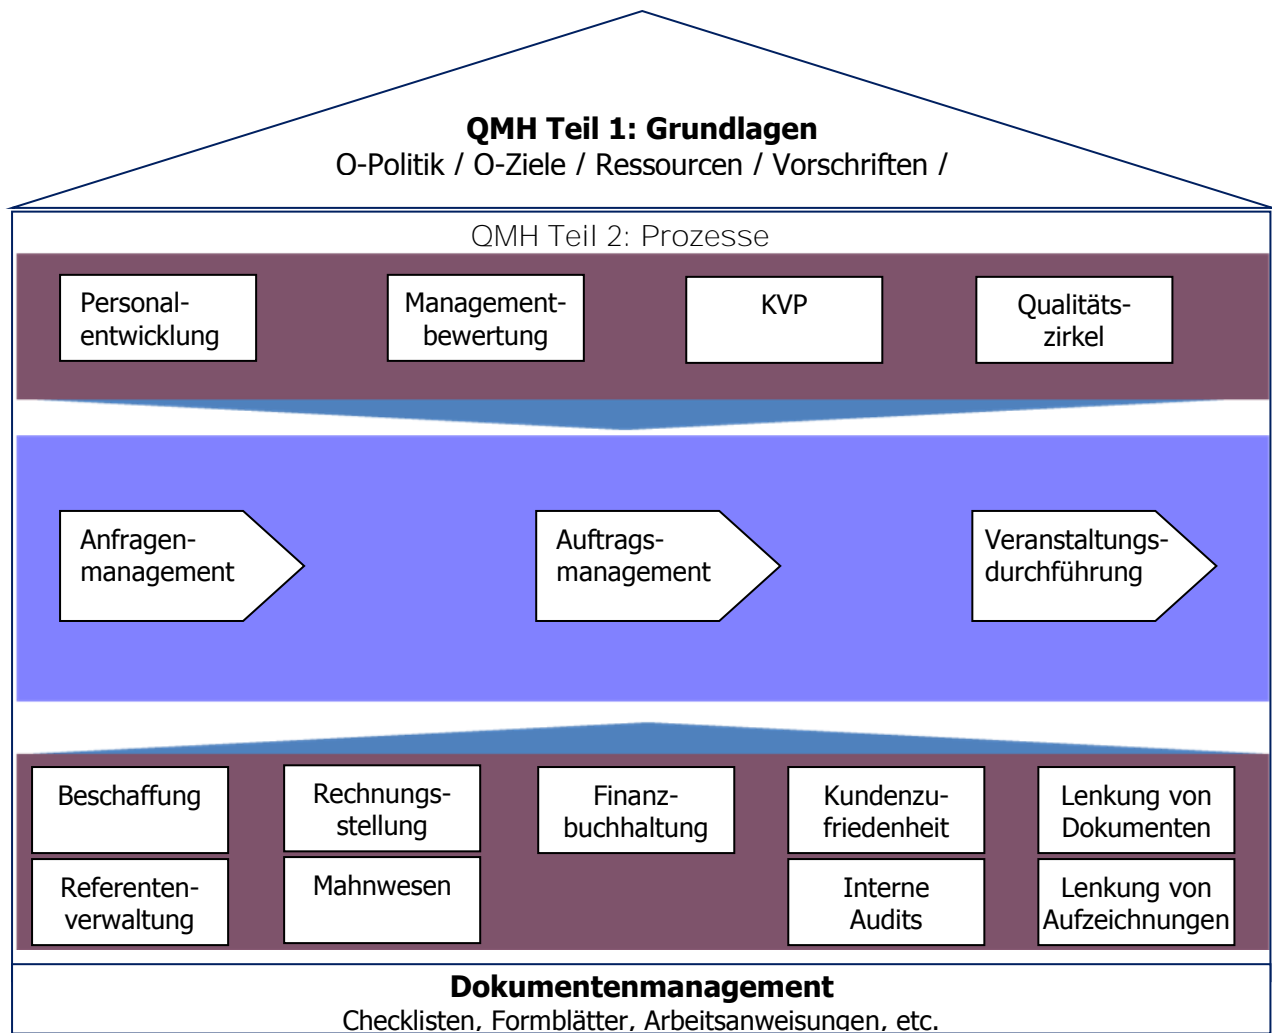 QMH Teil 1: Grundlagen
O-Politik / O-Ziele / Ressourcen / Vorschriften /
QMH Teil 2: Prozesse
Personal-
entwicklung
Management-
bewertung
KVP
Qualitäts-
zirkel
Anfragen-
management
Auftrags-
management
Veranstaltungs-
durchführung
Beschaffung
Rechnungs-
stellung
Finanz-
buchhaltung
Kundenzu-
friedenheit
Lenkung von
Dokumenten
Referenten-
verwaltung
Mahnwesen
Interne
Audits
Lenkung von
Aufzeichnungen
Dokumentenmanagement
Checklisten, Formblätter, Arbeitsanweisungen, etc.